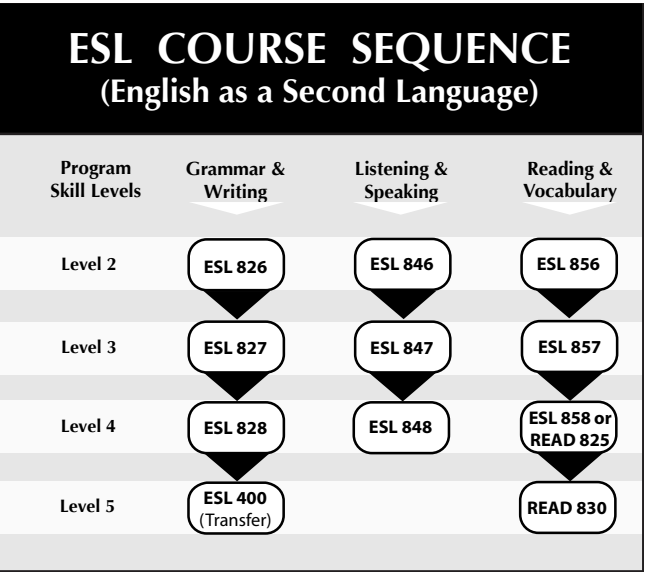 ESL COURSE SEQUENCE
(English as a Second Language)
Program
Skill Levels
Grammar &
Writing
Listening &
Speaking
Reading &
Vocabulary
Level 2
ESL 826
ESL 846
ESL 856
Level 3
ESL 827
ESL 847
ESL 857
Level 4
ESL 828
ESL 848
ESL 858 or
READ 825
Level 5
ESL 400
(Transfer)
READ 830